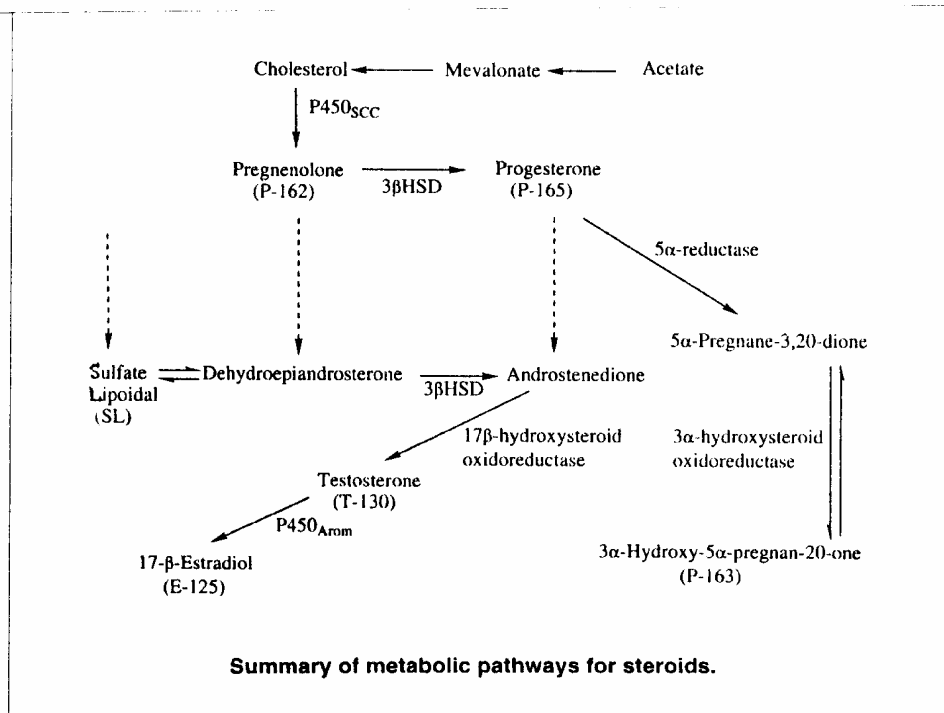 Cholesterol Mevalonate Acetate
P450SCC
Pregnenolone Progesterone
(P-162) 3βHSD (P-165)
5α-reductase
5α-Pregnane-3,20-dione
Sulfate Dehydroepiandrosterone Androstenedione
Lipoidal 3βHSD
(SL)
17β-hydroxysteroid 3α-hydroxysteroid
oxidoreductase oxidoreductase
Testosterone
(T-130)
P450Arom
17-β-Estradiol 3α-Hydroxy-5α-pregnan-20-one
(E-125) (P-163)
Summary of metabolic pathways for steroids.